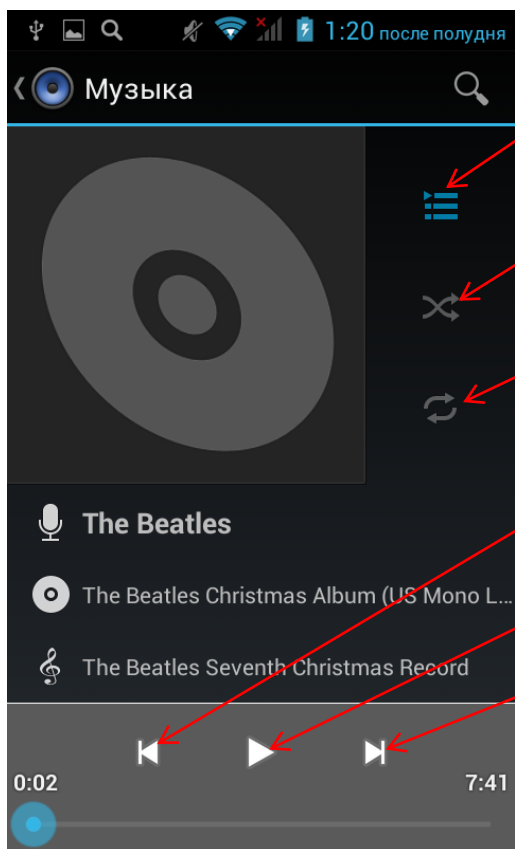 1:20 после полудня
Музыка
The Beatles
The Beatles Christmas Album (US Mono L...
The Beatles Seventh Christmas Record
0:02
7:41